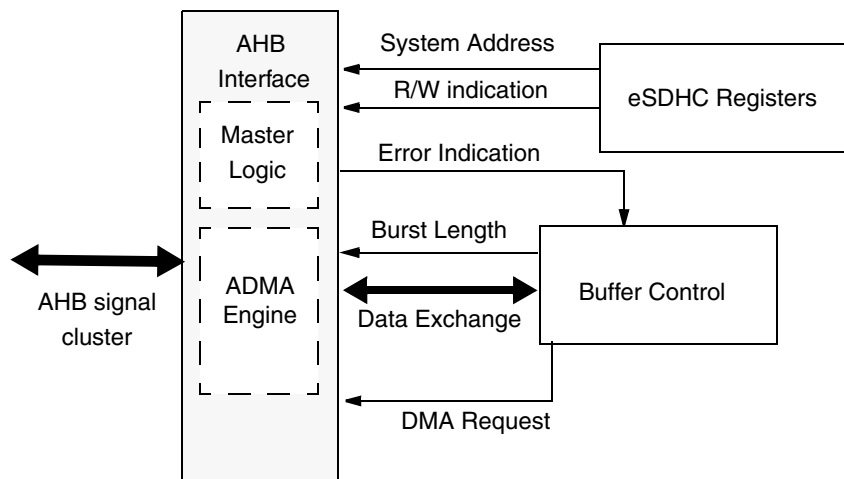 AHB
Interface
System Address
R/W indication
eSDHC Registers
Master
Logic
Error Indication
Burst Length
ADMA
Engine
Buffer Control
AHB signal
cluster
Data Exchange
DMA Request